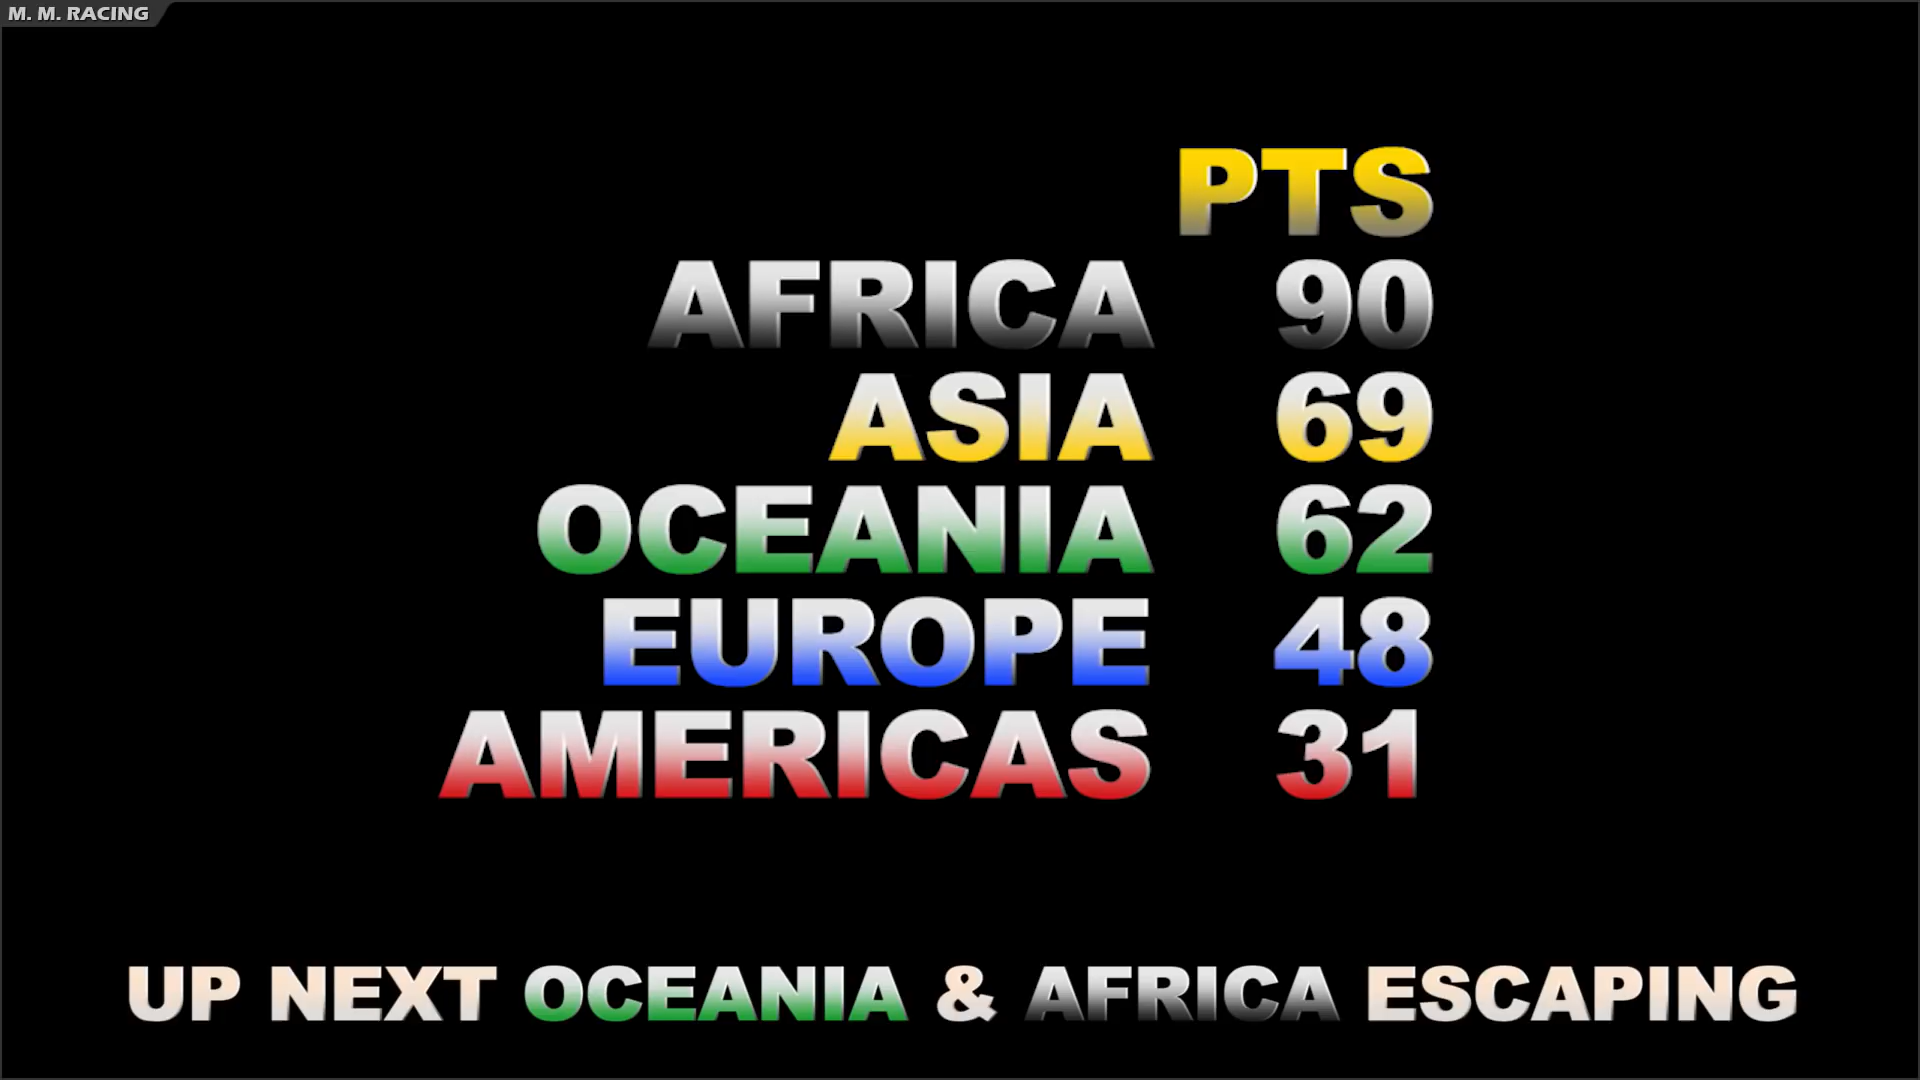 M. M. RACING
PTS
AFRICA 90
ASIA 69
OCEANIA 62
EUROPE 48
AMERICAS 31
UP NEXT OCEANIA & AFRICA ESCAPING